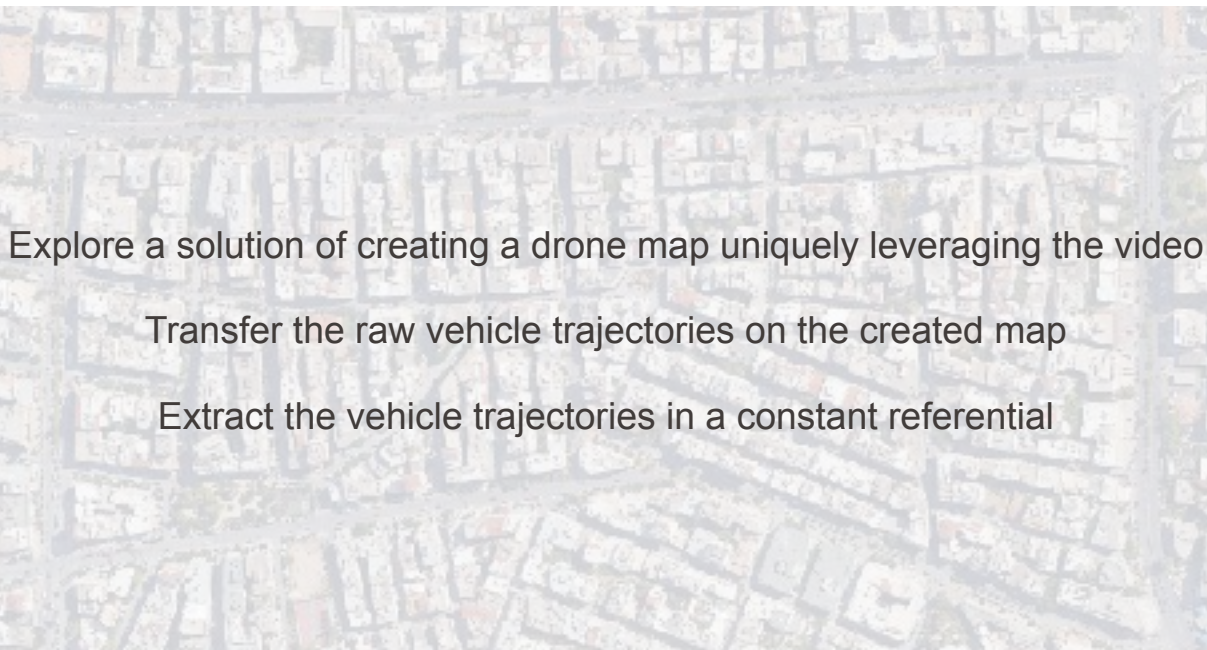 Explore a solution of creating a drone map uniquely leveraging the video
Transfer the raw vehicle trajectories on the created map
Extract the vehicle trajectories in a constant referential